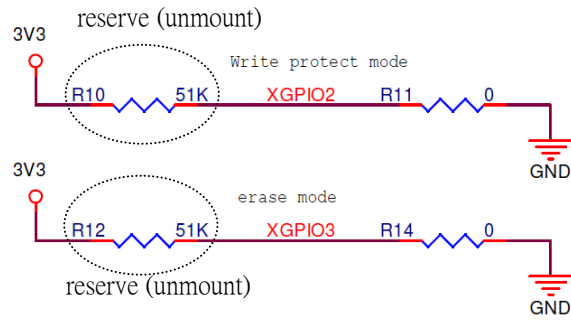 reserve (unmount)
3V3
Write protect mode
R10 51K XGPIO2 R11 0
GND
3V3
erase mode
R12 51K XGPIO3 R14 0
reserve (unmount)
GND